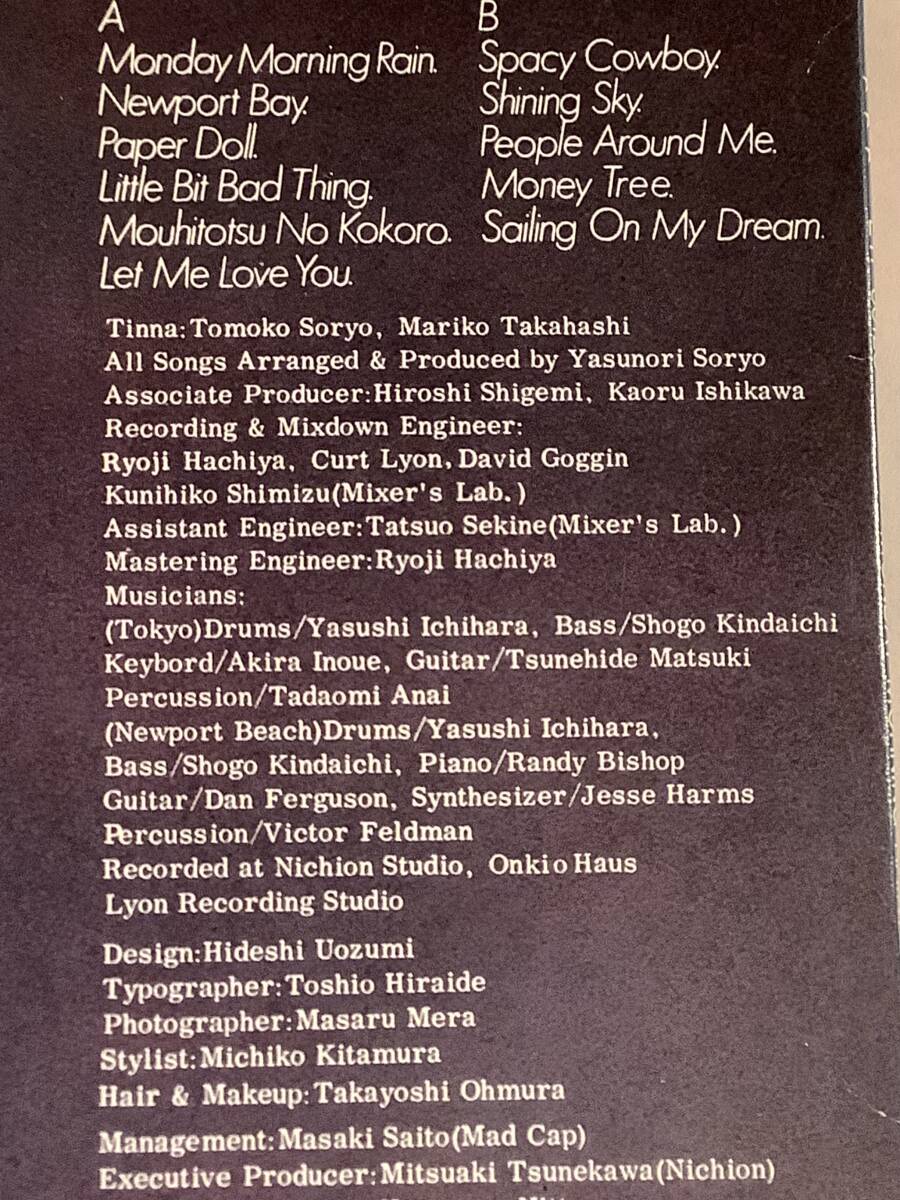 A
Monday Morning Rain.
Newport Bay.
Paper Doll.
Little Bit Bad Thing.
Mouhitotsu No Kokoro.
Let Me Love You.
B
Spacy Cowboy.
Shining Sky.
People Around Me.
Money Tree.
Sailing On My Dream.
Tinna:Tomoko Soryo, Mariko Takahashi
All Songs Arranged & Produced by Yasunori Soryo
Associate Producer:Hiroshi Shigemi, Kaoru Ishikawa
Recording & Mixdown Engineer:
Ryoji Hachiya, Curt Lyon, David Goggin
Kunihiko Shimizu(Mixer's Lab.)
Assistant Engineer:Tatsuo Sekine(Mixer's Lab.)
Mastering Engineer:Ryoji Hachiya
Musicians:
(Tokyo)Drums/Yasushi Ichihara, Bass/Shogo Kindaichi
Keybord/Akira Inoue, Guitar/Tsunehide Matsuki
Percussion/Tadaomi Anai
(Newport Beach)Drums/Yasushi Ichihara,
Bass/Shogo Kindaichi, Piano/Randy Bishop
Guitar/Dan Ferguson, Synthesizer/Jesse Harms
Percussion/Victor Feldman
Recorded at Nichion Studio, Onkio Haus
Lyon Recording Studio
Design:Hideshi Uozumi
Typographer:Toshio Hiraide
Photographer:Masaru Mera
Stylist:Michiko Kitamura
Hair & Makeup:Takayoshi Ohmura
Management:Masaki Saito(Mad Cap)
Executive Producer:Mitsuaki Tsunekawa(Nichion)